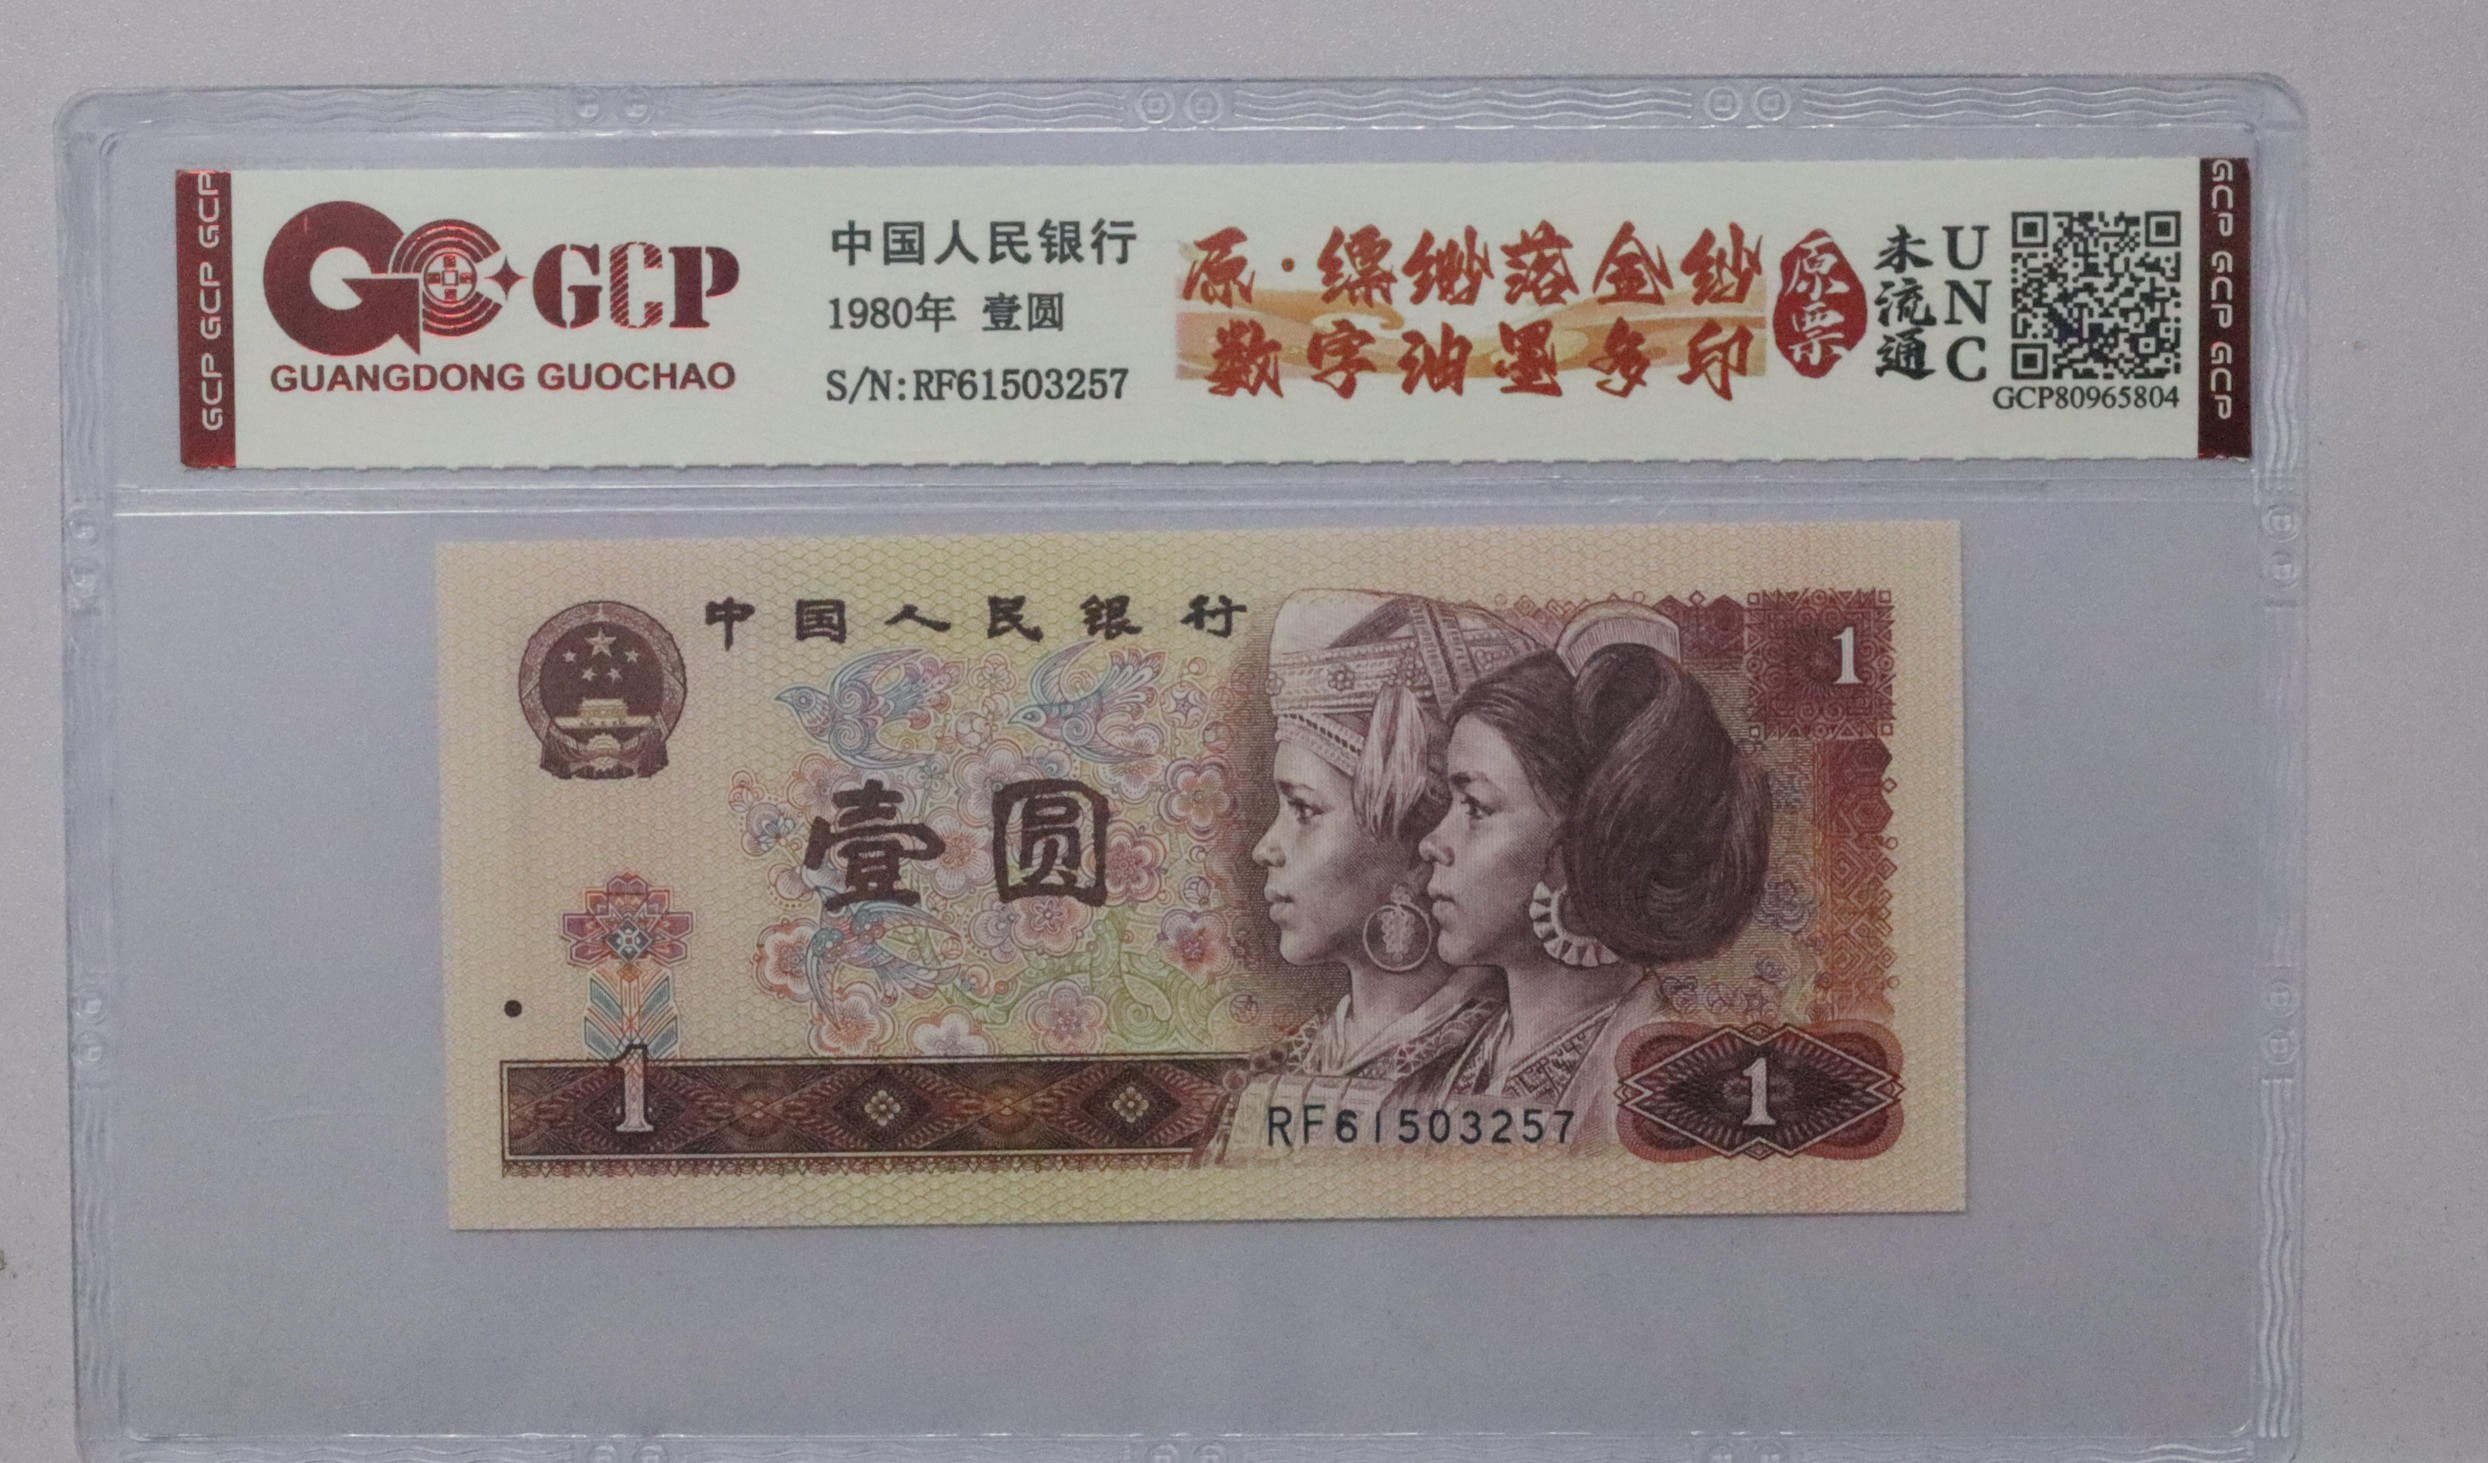 GCP GCP GCP
GCP
GUANGDONG GUOCHAO
中国人民银行
1980年 壹圆
S/N:RF61503257
原·缥缈落金纱
数字油墨多印
原票
未流通
UNC
GCP80965804
GCP GCP GCP
中国人民银行
1
壹圆
1
RF61503257
1